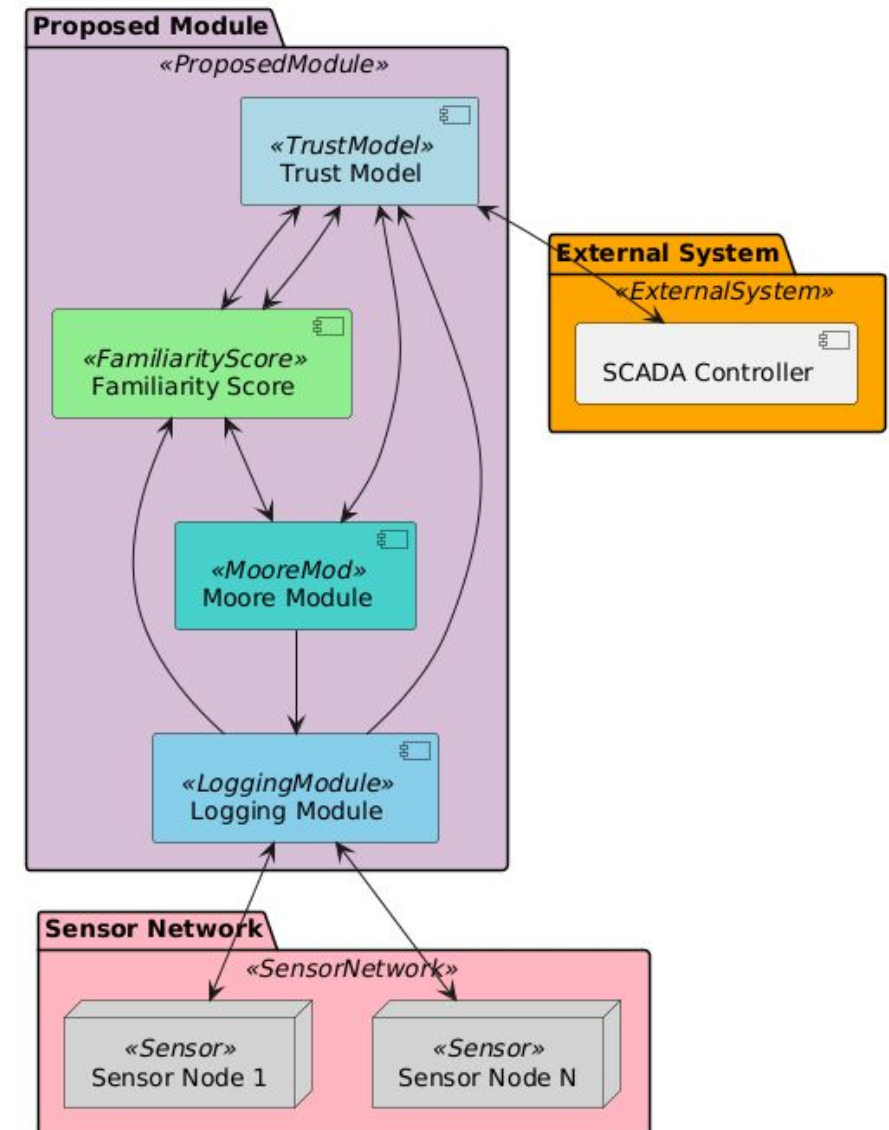 Proposed Module
«ProposedModule»
«TrustModel»
Trust Model
External System
«ExternalSystem»
SCADA Controller
«FamiliarityScore»
Familiarity Score
«MooreMod»
Moore Module
«LoggingModule»
Logging Module
Sensor Network
«SensorNetwork»
«Sensor»
Sensor Node 1
«Sensor»
Sensor Node N